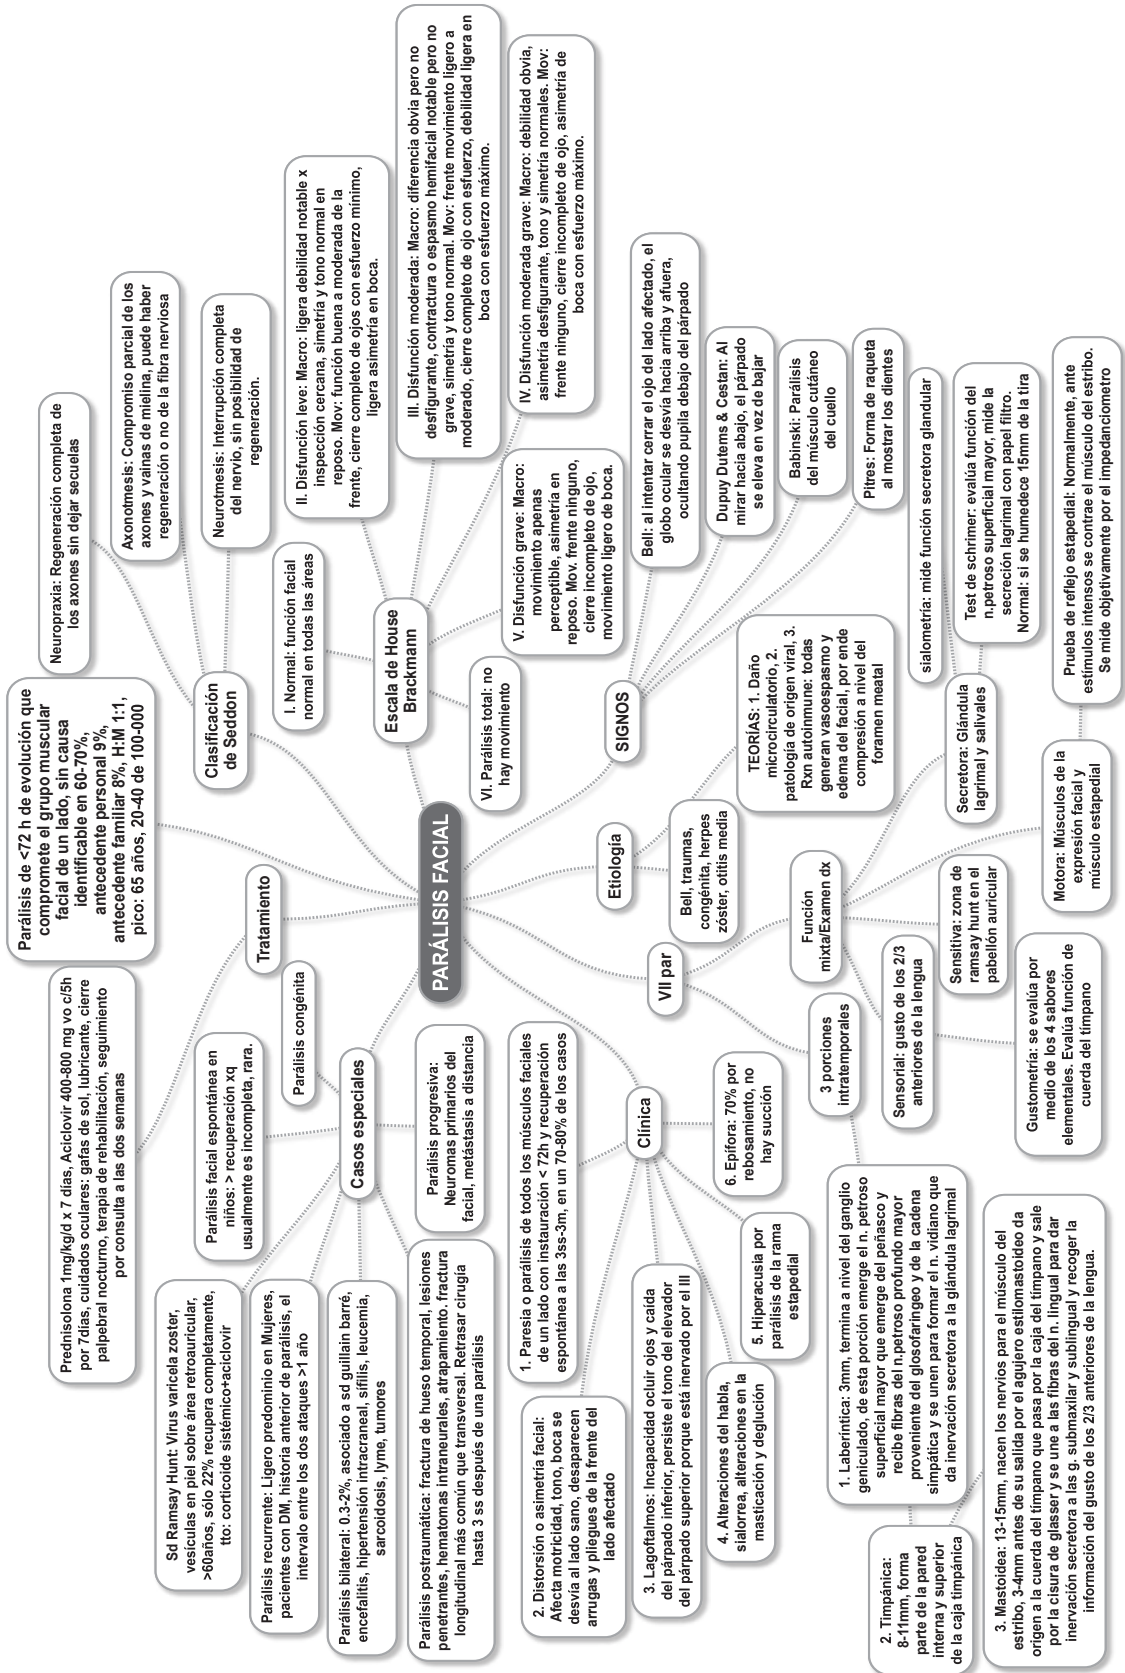 PARÁLISIS FACIAL
Parálisis de <72 h de evolución que
compromete el grupo muscular
facial de un lado, sin causa
identificable en 60-70%,
antecedente personal 9%,
antecedente familiar 8%, H:M 1:1,
pico: 65 años, 20-40 de 100-000
Clasificación
de Seddon
Neuropraxia: Regeneración completa de
los axones sin dejar secuelas
Axonotmesis: Compromiso parcial de los
axones y vainas de mielina, puede haber
regeneración o no de la fibra nerviosa
Neurotmesis: Interrupción completa
del nervio, sin posibilidad de
regeneración.
Escala de House
Brackmann
I. Normal: función facial
normal en todas las áreas
II. Disfunción leve: Macro: ligera debilidad notable x
inspección cercana, simetría y tono normal en
reposo. Mov: función buena a moderada de la
frente, cierre completo de ojos con esfuerzo mínimo,
ligera asimetría en boca.
III. Disfunción moderada: Macro: diferencia obvia pero no
desfigurante, contractura o espasmo hemifacial notable pero no
grave, simetría y tono normal. Mov: frente movimiento ligero a
moderado, cierre completo de ojo con esfuerzo, debilidad ligera en
boca con esfuerzo máximo.
IV. Disfunción moderada grave: Macro: debilidad obvia,
asimetría desfigurante, tono y simetría normales. Mov:
frente ninguno, cierre incompleto de ojo, asimetría de
boca con esfuerzo máximo.
V. Disfunción grave: Macro:
movimiento apenas
perceptible, asimetría en
reposo. Mov. frente ninguno,
cierre incompleto de ojo,
movimiento ligero de boca.
VI. Parálisis total: no
hay movimiento
SIGNOS
Bell: al intentar cerrar el ojo del lado afectado, el
globo ocular se desvía hacia arriba y afuera,
ocultando pupila debajo del párpado
Dupuy Dutems & Cestan: Al
mirar hacia abajo, el párpado
se eleva en vez de bajar
Babinski: Parálisis
del músculo cutáneo
del cuello
Pitres: Forma de raqueta
al mostrar los dientes
Etiología
TEORÍAS: 1. Daño
microcirculatorio, 2.
patología de origen viral, 3.
Rxn autoinmune: todas
generan vasoespasmo y
edema del facial, por ende
compresión a nivel del
foramen meatal
Bell, traumas,
congénita, herpes
zóster, otitis media
VII par
Función
mixta/Examen dx
Secretora: Glándula
lagrimal y salivales
sialometría: mide función secretora glandular
Test de schrimer: evalúa función del
n.petroso superficial mayor, mide la
secreción lagrimal con papel filtro.
Normal: si se humedece 15mm de la tira
Motora: Músculos de la
expresión facial y
músculo estapedial
Prueba de reflejo estapedial: Normalmente, ante
estímulos intensos se contrae el músculo del estribo.
Se mide objetivamente por el impedanciometro
Sensitiva: zona de
ramsay hunt en el
pabellón auricular
Sensorial: gusto de los 2/3
anteriores de la lengua
Gustometría: se evalúa por
medio de los 4 sabores
elementales. Evalúa función de
cuerda del tímpano
3 porciones
intratemporales
1. Laberíntica: 3mm, termina a nivel del ganglio
geniculado, de esta porción emerge el n. petroso
superficial mayor que emerge del peñasco y
recibe fibras del n.petroso profundo mayor
proveniente del glosofaríngeo y de la cadena
simpática y se unen para formar el n. vidiano que
da inervación secretora a la glándula lagrimal
2. Timpánica:
8-11mm, forma
parte de la pared
interna y superior
de la caja timpánica
3. Mastoidea: 13-15mm, nacen los nervios para el músculo del
estribo, 3-4mm antes de su salida por el agujero estilomastoideo da
origen a la cuerda del tímpano que pasa por la caja del tímpano y sale
por la cisura de glasser y se une a las fibras del n. lingual para dar
inervación secretora a las g. submaxilar y sublingual y recoger la
información del gusto de los 2/3 anteriores de la lengua.
Clínica
1. Paresia o parálisis de todos los músculos faciales
de un lado con instauración < 72h y recuperación
espontánea a las 3ss-3m, en un 70-80% de los casos
2. Distorsión o asimetría facial:
Afecta motricidad, tono, boca se
desvía al lado sano, desaparecen
arrugas y pliegues de la frente del
lado afectado
3. Lagoftalmos: Incapacidad ocluir ojos y caída
del párpado inferior, persiste el tono del elevador
del párpado superior porque está inervado por el III
4. Alteraciones del habla,
sialorrea, alteraciones en la
masticación y deglución
5. Hiperacusia por
parálisis de la rama
estapedial
6. Epífora: 70% por
rebosamiento, no
hay succión
Casos especiales
Parálisis congénita
Parálisis facial espontánea en
niños: > recuperación xq
usualmente es incompleta, rara.
Sd Ramsay Hunt: Virus varicela zoster,
vesículas en piel sobre área retroauricular,
>60años, sólo 22% recupera completamente,
tto: corticoide sistémico+aciclovir
Parálisis recurrente: Ligero predominio en Mujeres,
pacientes con DM, historia anterior de parálisis, el
intervalo entre los dos ataques >1 año
Parálisis bilateral: 0.3-2%, asociado a sd guillain barré,
encefalitis, hipertensión intracraneal, sífilis, leucemia,
sarcoidosis, lyme, tumores
Parálisis postraumática: fractura de hueso temporal, lesiones
penetrantes, hematomas intraneurales, atrapamiento. fractura
longitudinal más común que transversal. Retrasar cirugía
hasta 3 ss después de una parálisis
Parálisis progresiva:
Neuromas primarios del
facial, metástasis a distancia
Tratamiento
Prednisolona 1mg/kg/d x 7 días, Aciclovir 400-800 mg vo c/5h
por 7días, cuidados oculares: gafas de sol, lubricante, cierre
palpebral nocturno, terapia de rehabilitación, seguimiento
por consulta a las dos semanas